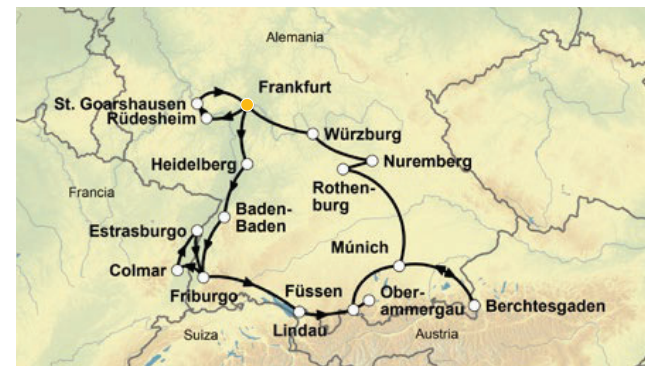 Alemania
Frankfurt
St. Goarshausen
Rüdesheim
Würzburg
Nuremberg
Heidelberg
Rothen-
burg
Francia
Baden-
Baden
Estrasburgo
Múnich
Colmar
Friburgo
Füssen
Ober-
ammergau
Berchtesgaden
Lindau
Suiza
Austria